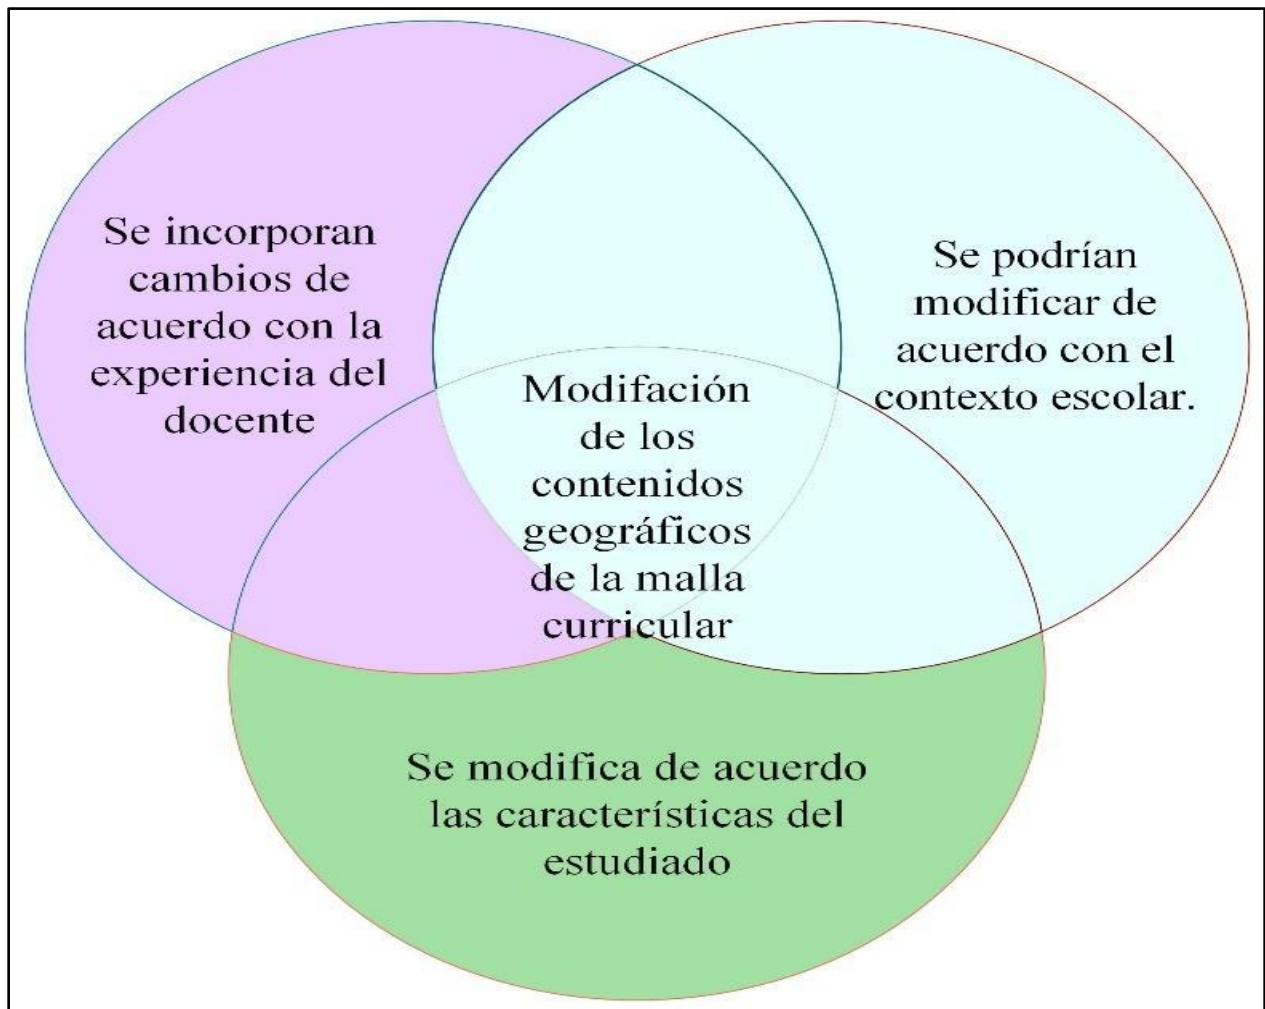 Se incorporan
cambios de
acuerdo con la
experiencia del
docente
Se podrían
modificar de
acuerdo con el
contexto escolar.
Modifación
de los
contenidos
geográficos
de la malla
curricular
Se modifica de acuerdo
las características del
estudiado